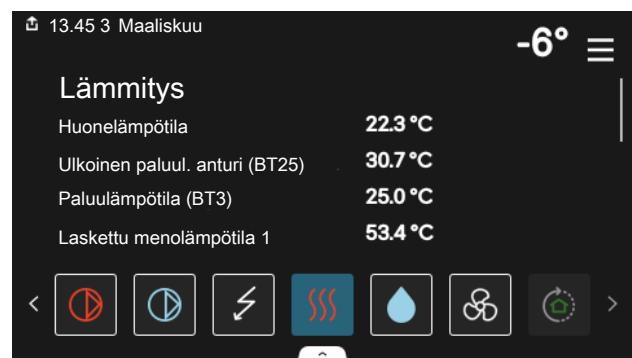 13.45 3 Maaliskuu
-6°
Lämmitys
Huonelämpötila 22.3 °C
Ulkoinen paluul. anturi (BT25) 30.7 °C
Paluulämpötila (BT3) 25.0 °C
Laskettu menolämpötila 1 53.4 °C